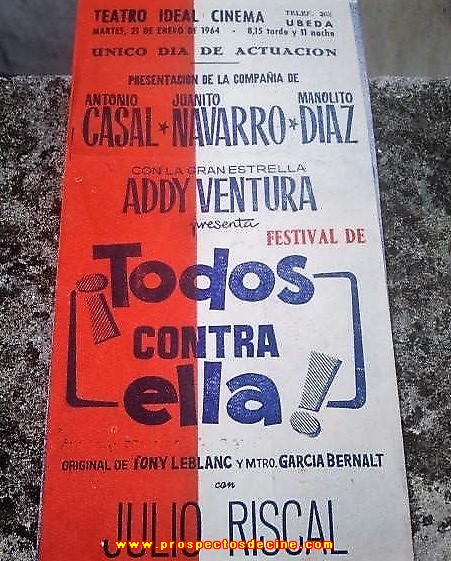 TEATRO IDEAL CINEMA
TELEF. 202
UBEDA
MARTES, 21 DE ENERO DE 1964 - 8,15 tarde y 11 noche
UNICO DIA DE ACTUACION
PRESENTACION DE LA COMPAÑIA DE
ANTONIO JUANITO MANOLITO
CASAL * NAVARRO * DIAZ
CON LA GRAN ESTRELLA
ADDY VENTURA
presenta
FESTIVAL DE
¡Todos
CONTRA
ella!
ORIGINAL DE TONY LEBLANC Y MTRO. GARCIA BERNALT
con
JULIO RISCAL
www.prospectosdecine.com